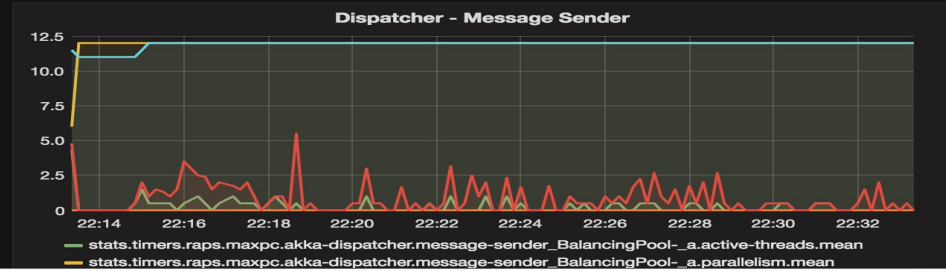 Dispatcher - Message Sender
12.5
10.0
7.5
5.0
2.5
0
22:14 22:16 22:18 22:20 22:22 22:24 22:26 22:28 22:30 22:32
stats.timers.raps.maxpc.akka-dispatcher.message-sender_BalancingPool-_a.active-threads.mean
stats.timers.raps.maxpc.akka-dispatcher.message-sender_BalancingPool-_a.parallelism.mean